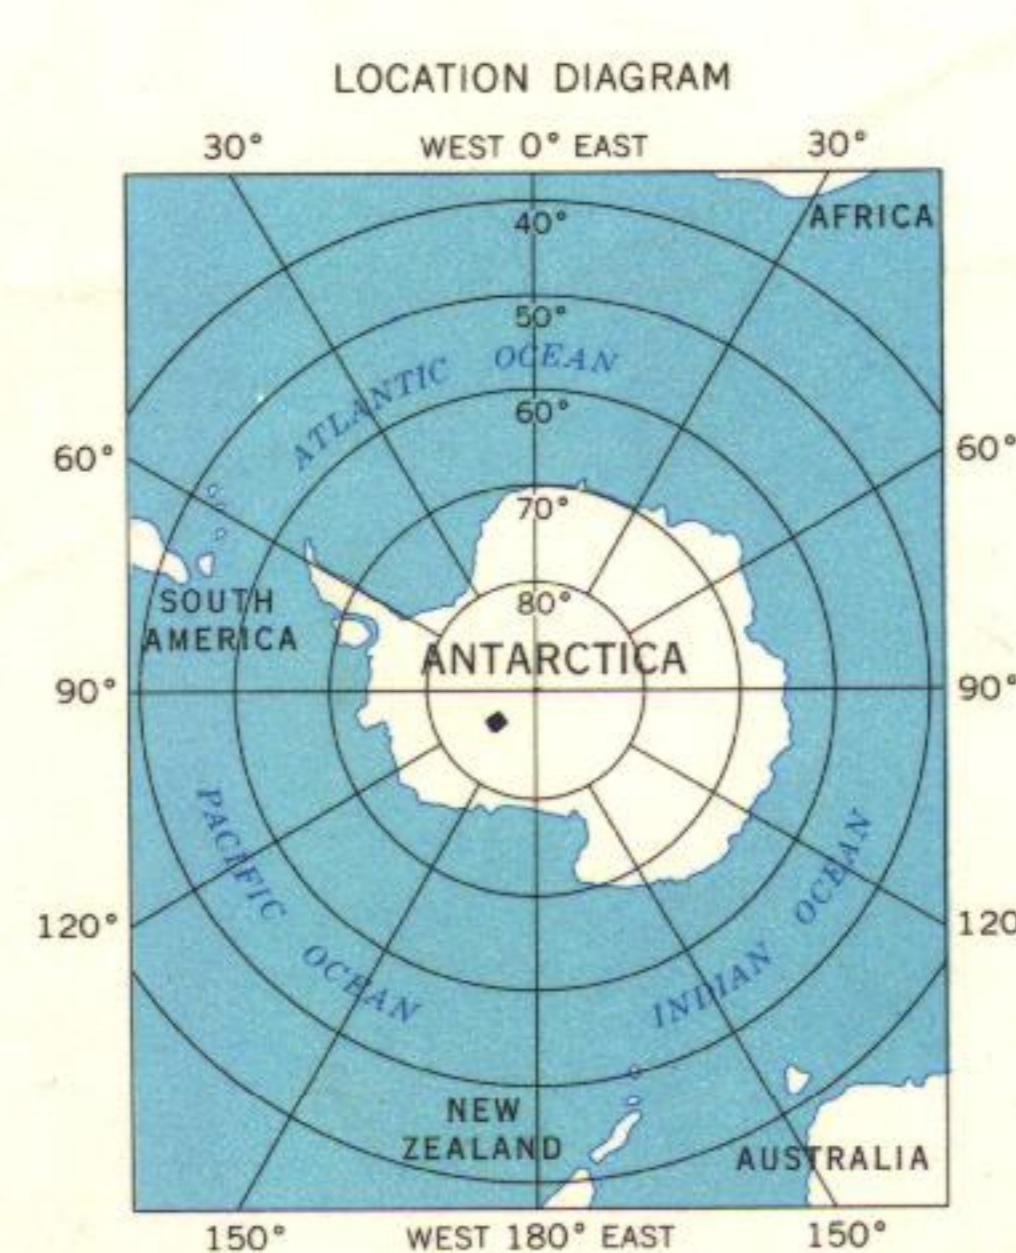 LOCATION DIAGRAM
30° WEST 0° EAST 30°
AFRICA
40°
50°
ATLANTIC OCEAN
60°
60° 60°
70°
80°
SOUTH
AMERICA
ANTARCTICA
90° 90°
PACIFIC OCEAN
INDIAN OCEAN
120° 120
NEW
ZEALAND
AUSTRALIA
150° WEST 180° EAST 150°